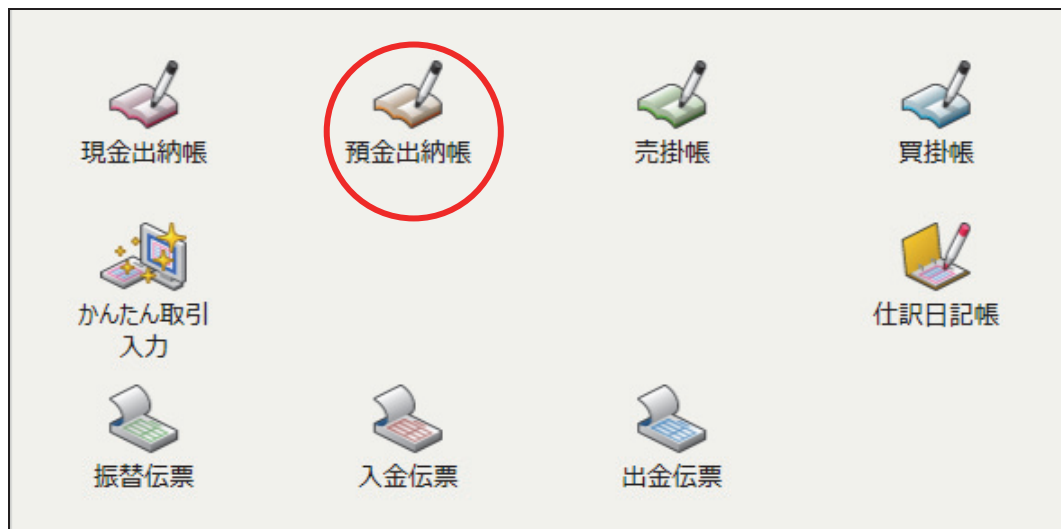 現金出納帳
預金出納帳
売掛帳
買掛帳
かんたん取引
入力
仕訳日記帳
振替伝票
入金伝票
出金伝票